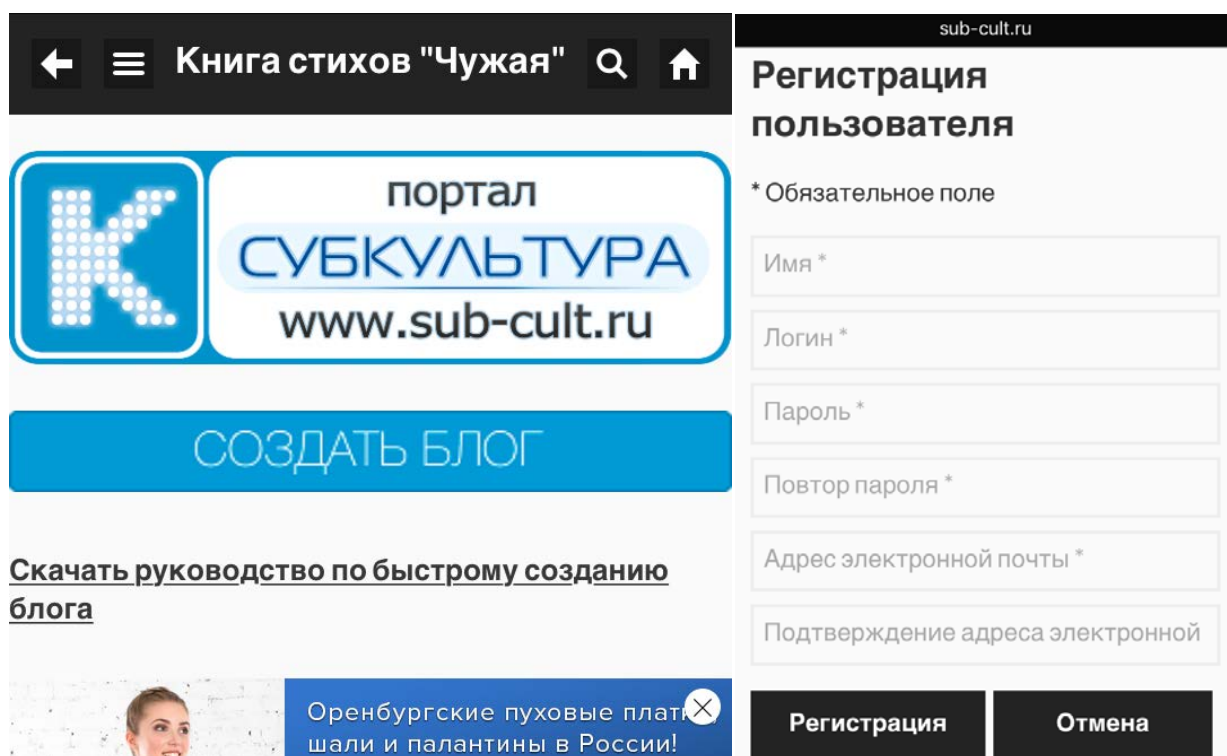 Книга стихов "Чужая"
портал
СУБКУЛЬТУРА
www.sub-cult.ru
СОЗДАТЬ БЛОГ
Скачать руководство по быстрому созданию
блога
Оренбургские пуховые
шали и палантины в России!
sub-cult.ru
Регистрация
пользователя
* Обязательное поле
Имя *
Логин *
Пароль *
Повтор пароля *
Адрес электронной почты *
Подтверждение адреса электронной
Регистрация
Отмена